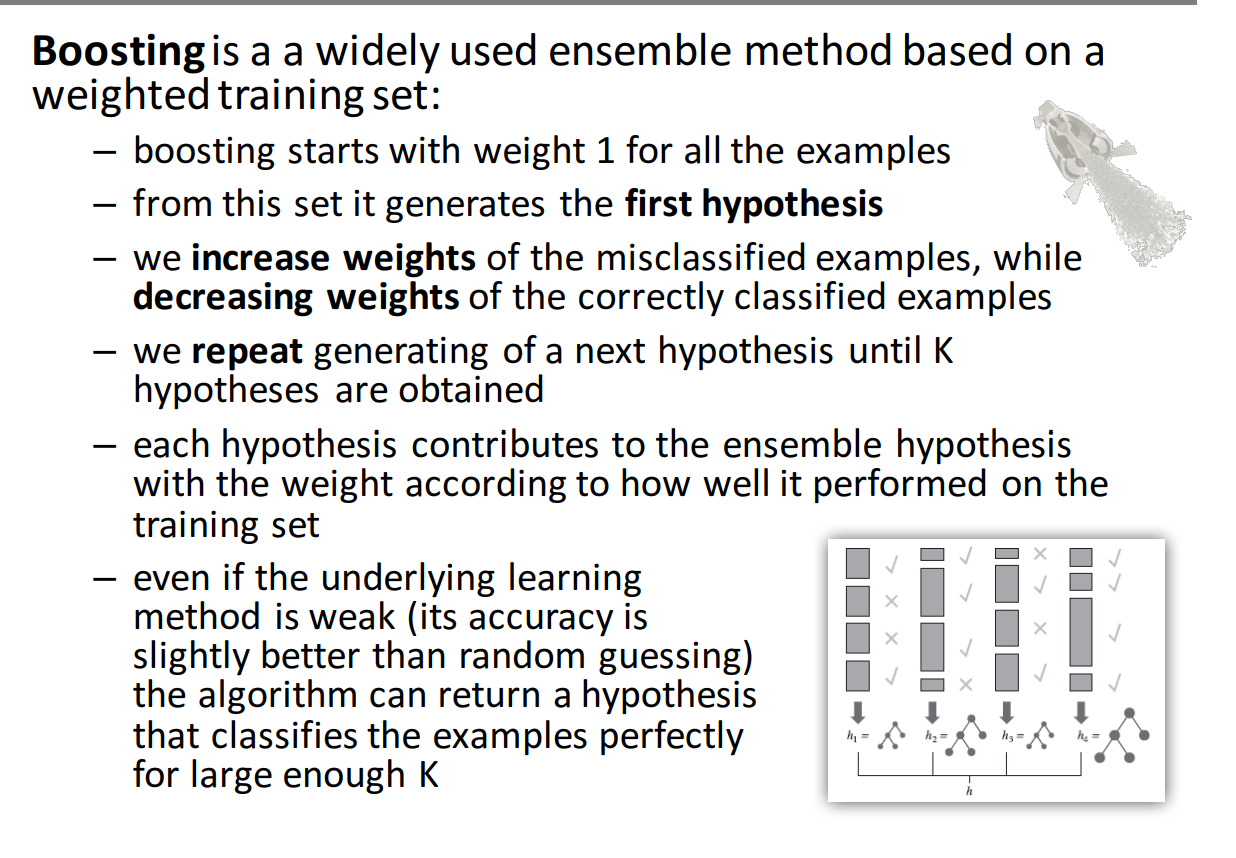 Boosting is a a widely used ensemble method based on a
weighted training set:
– boosting starts with weight 1 for all the examples
– from this set it generates the first hypothesis
– we increase weights of the misclassified examples, while
decreasing weights of the correctly classified examples
– we repeat generating of a next hypothesis until K
hypotheses are obtained
– each hypothesis contributes to the ensemble hypothesis
with the weight according to how well it performed on the
training set
– even if the underlying learning
method is weak (its accuracy is
slightly better than random guessing)
the algorithm can return a hypothesis
that classifies the examples perfectly
for large enough K
h₁ = h₂ = h₃ = h₄ =
h